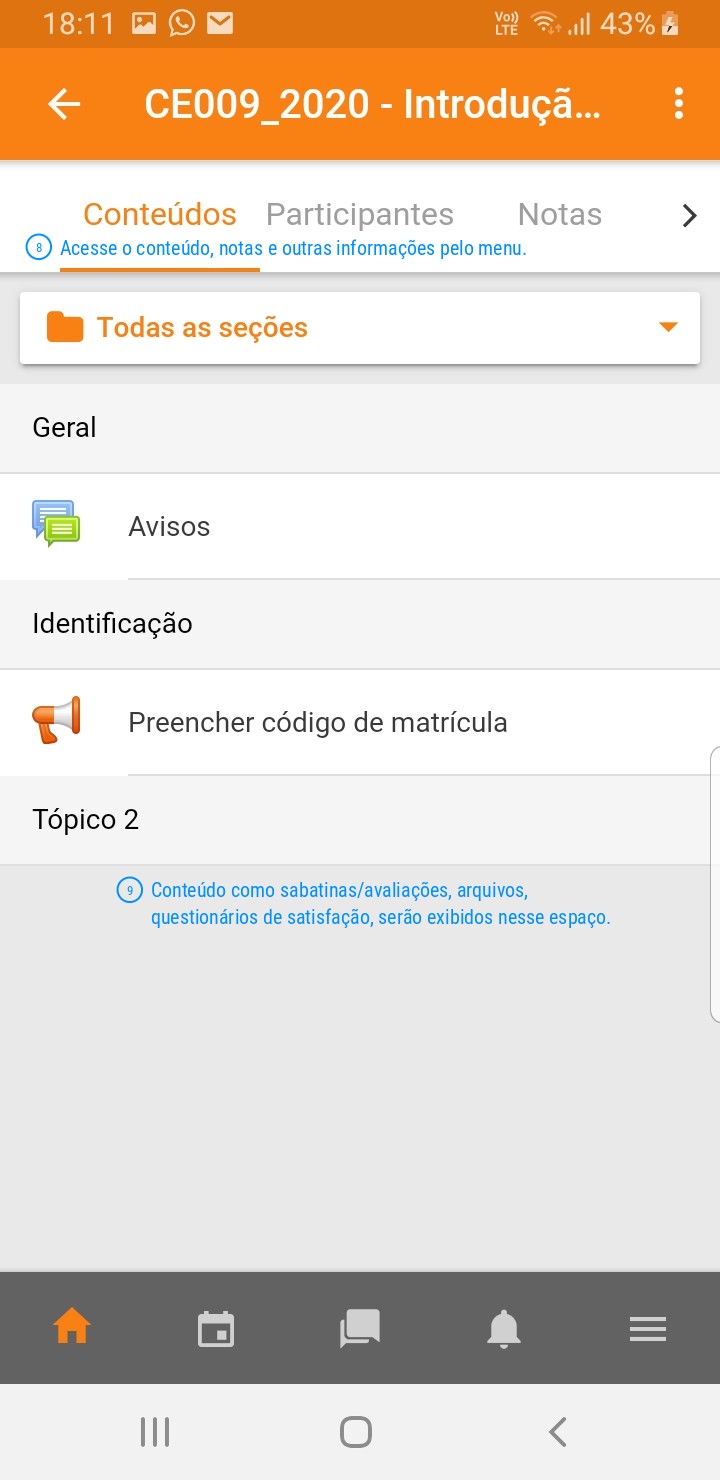 18:11
Vo))
LTE
43%
CE009_2020 - Introduçã...
Conteúdos Participantes Notas
8 Acesse o conteúdo, notas e outras informações pelo menu.
Todas as seções
Geral
Avisos
Identificação
Preencher código de matrícula
Tópico 2
9 Conteúdo como sabatinas/avaliações, arquivos,
questionários de satisfação, serão exibidos nesse espaço.